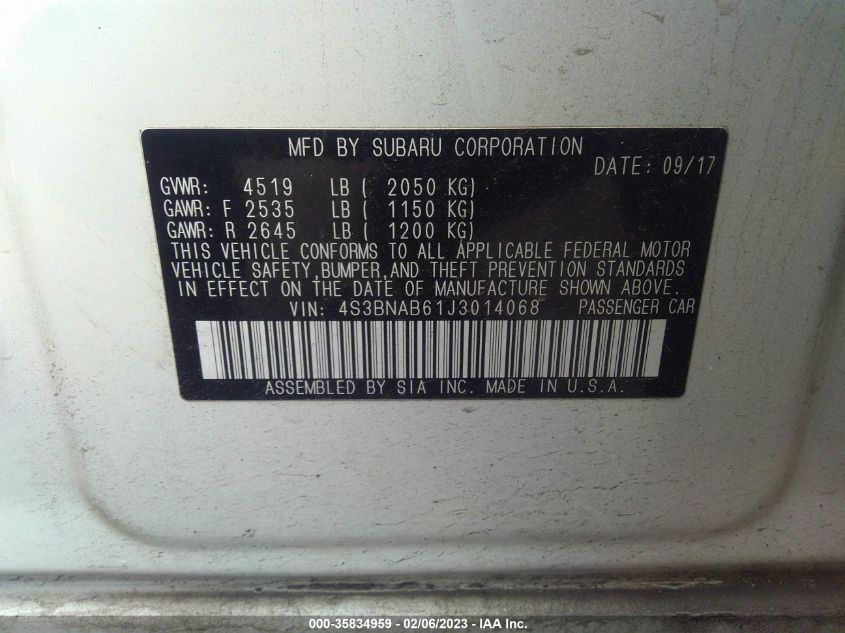 MFD BY SUBARU CORPORATION
DATE: 09/17
GVWR: 4519 LB ( 2050 KG)
GAWR: F 2535 LB ( 1150 KG)
GAWR: R 2645 LB ( 1200 KG)
THIS VEHICLE CONFORMS TO ALL APPLICABLE FEDERAL MOTOR
VEHICLE SAFETY,BUMPER,AND THEFT PREVENTION STANDARDS
IN EFFECT ON THE DATE OF MANUFACTURE SHOWN ABOVE.
VIN: 4S3BNAB61J3014068 PASSENGER CAR
ASSEMBLED BY SIA INC. MADE IN U.S.A.
000-35834959 - 02/06/2023 - IAA Inc.